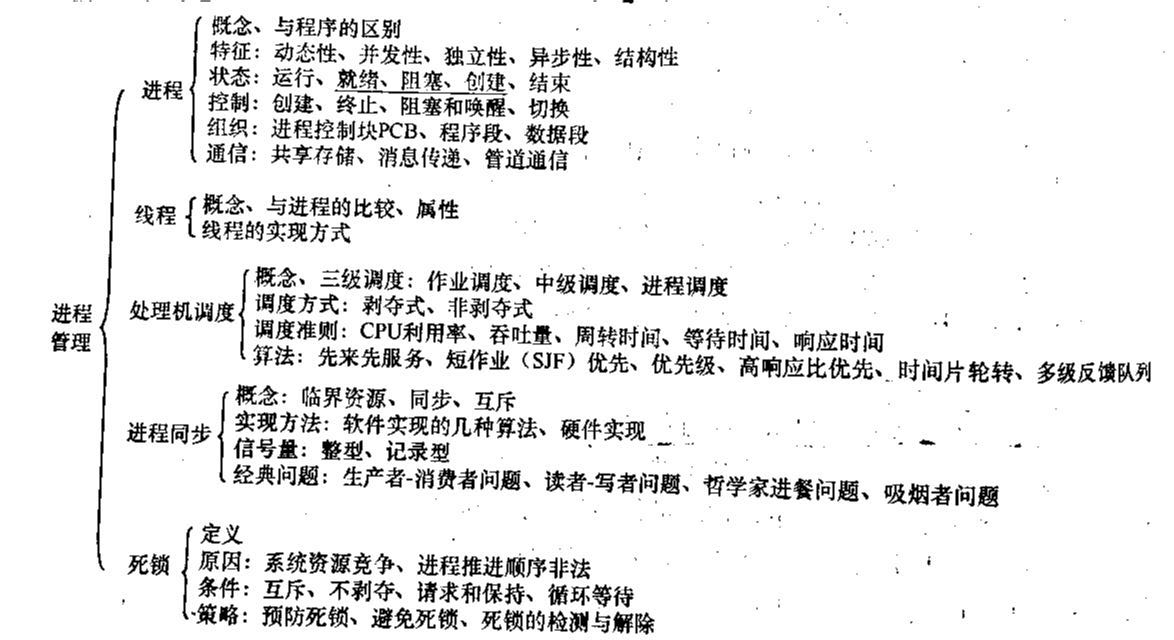 概念、与程序的区别
特征：动态性、并发性、独立性、异步性、结构性
状态：运行、就绪、阻塞、创建、结束
进程
控制：创建、终止、阻塞和唤醒、切换
组织：进程控制块PCB、程序段、数据段
通信：共享存储、消息传递、管道通信
线程
概念、与进程的比较、属性
线程的实现方式
进程管理
处理机调度
概念、三级调度：作业调度、中级调度、进程调度
调度方式：剥夺式、非剥夺式
调度准则：CPU利用率、吞吐量、周转时间、等待时间、响应时间
算法：先来先服务、短作业（SJF）优先、优先级、高响应比优先、时间片轮转、多级反馈队列
进程同步
概念：临界资源、同步、互斥
实现方法：软件实现的几种算法、硬件实现
信号量：整型、记录型
经典问题：生产者-消费者问题、读者-写者问题、哲学家进餐问题、吸烟者问题
死锁
定义
原因：系统资源竞争、进程推进顺序非法
条件：互斥、不剥夺、请求和保持、循环等待
策略：预防死锁、避免死锁、死锁的检测与解除